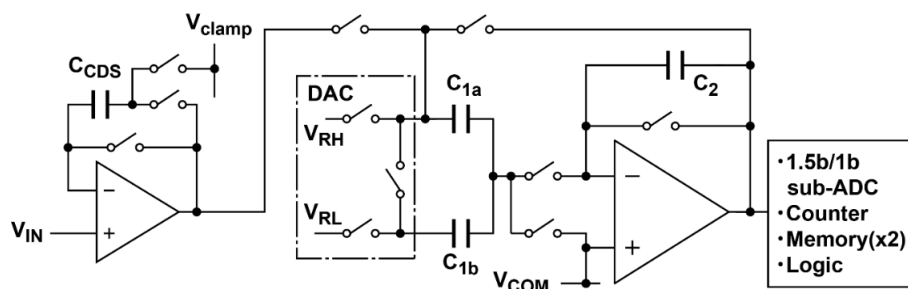 V_clamp
C_CDS
V_IN
−
+
DAC
V_RH
V_RL
C_1a
C_1b
C_2
−
+
V_COM
•1.5b/1b
sub-ADC
•Counter
•Memory(x2)
•Logic